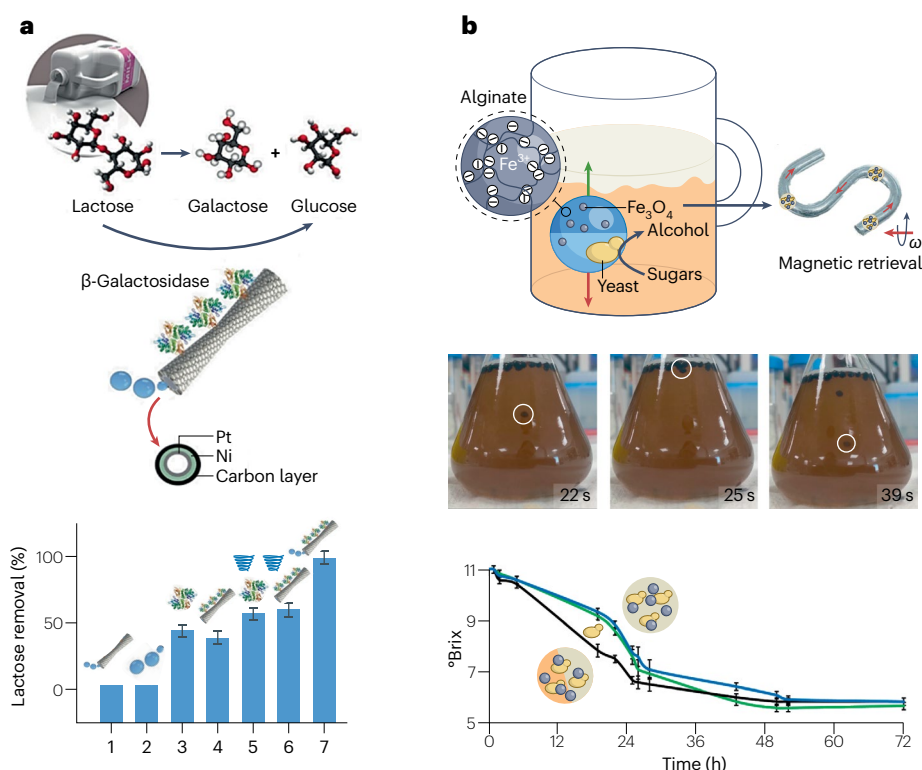 a
MILK
Lactose
+
Galactose
Glucose
β-Galactosidase
Pt
Ni
Carbon layer
Lactose removal (%)
100
50
0
1 2 3 4 5 6 7
b
Alginate
Fe³⁺
Fe₃O₄
Alcohol
Sugars
Yeast
ω
Magnetic retrieval
22 s
25 s
39 s
°Brix
11
9
7
5
0 12 24 36 48 60 72
Time (h)